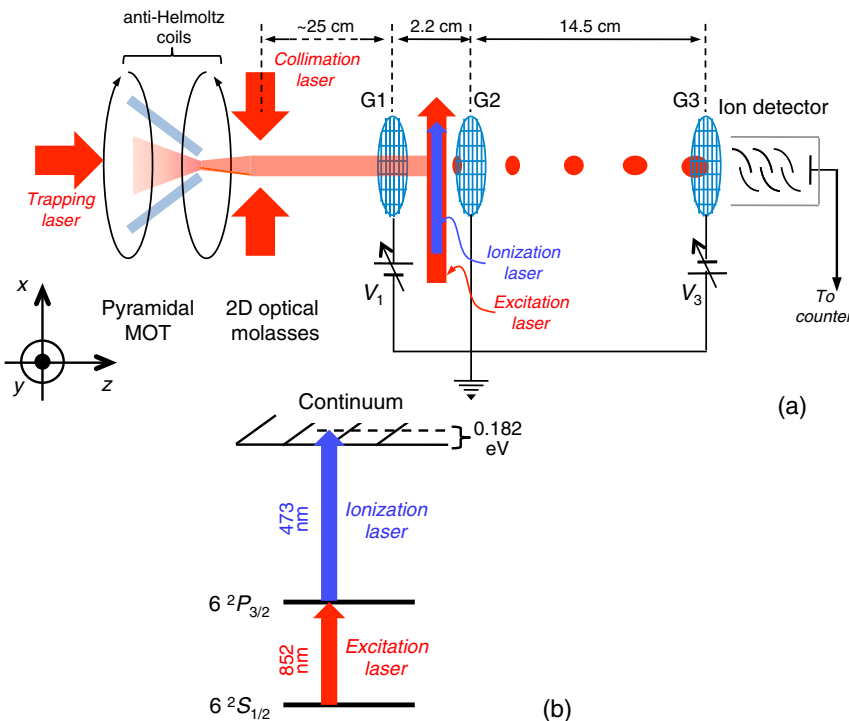 anti-Helmoltz
coils
~25 cm
2.2 cm
14.5 cm
Collimation
laser
G1
G2
G3
Ion detector
Trapping
laser
Ionization
laser
Excitation
laser
V1
V3
To
counter
Pyramidal
MOT
2D optical
molasses
x
y
z
(a)
Continuum
0.182
eV
473
nm
Ionization
laser
6 ²P3/2
852
nm
Excitation
laser
6 ²S1/2
(b)